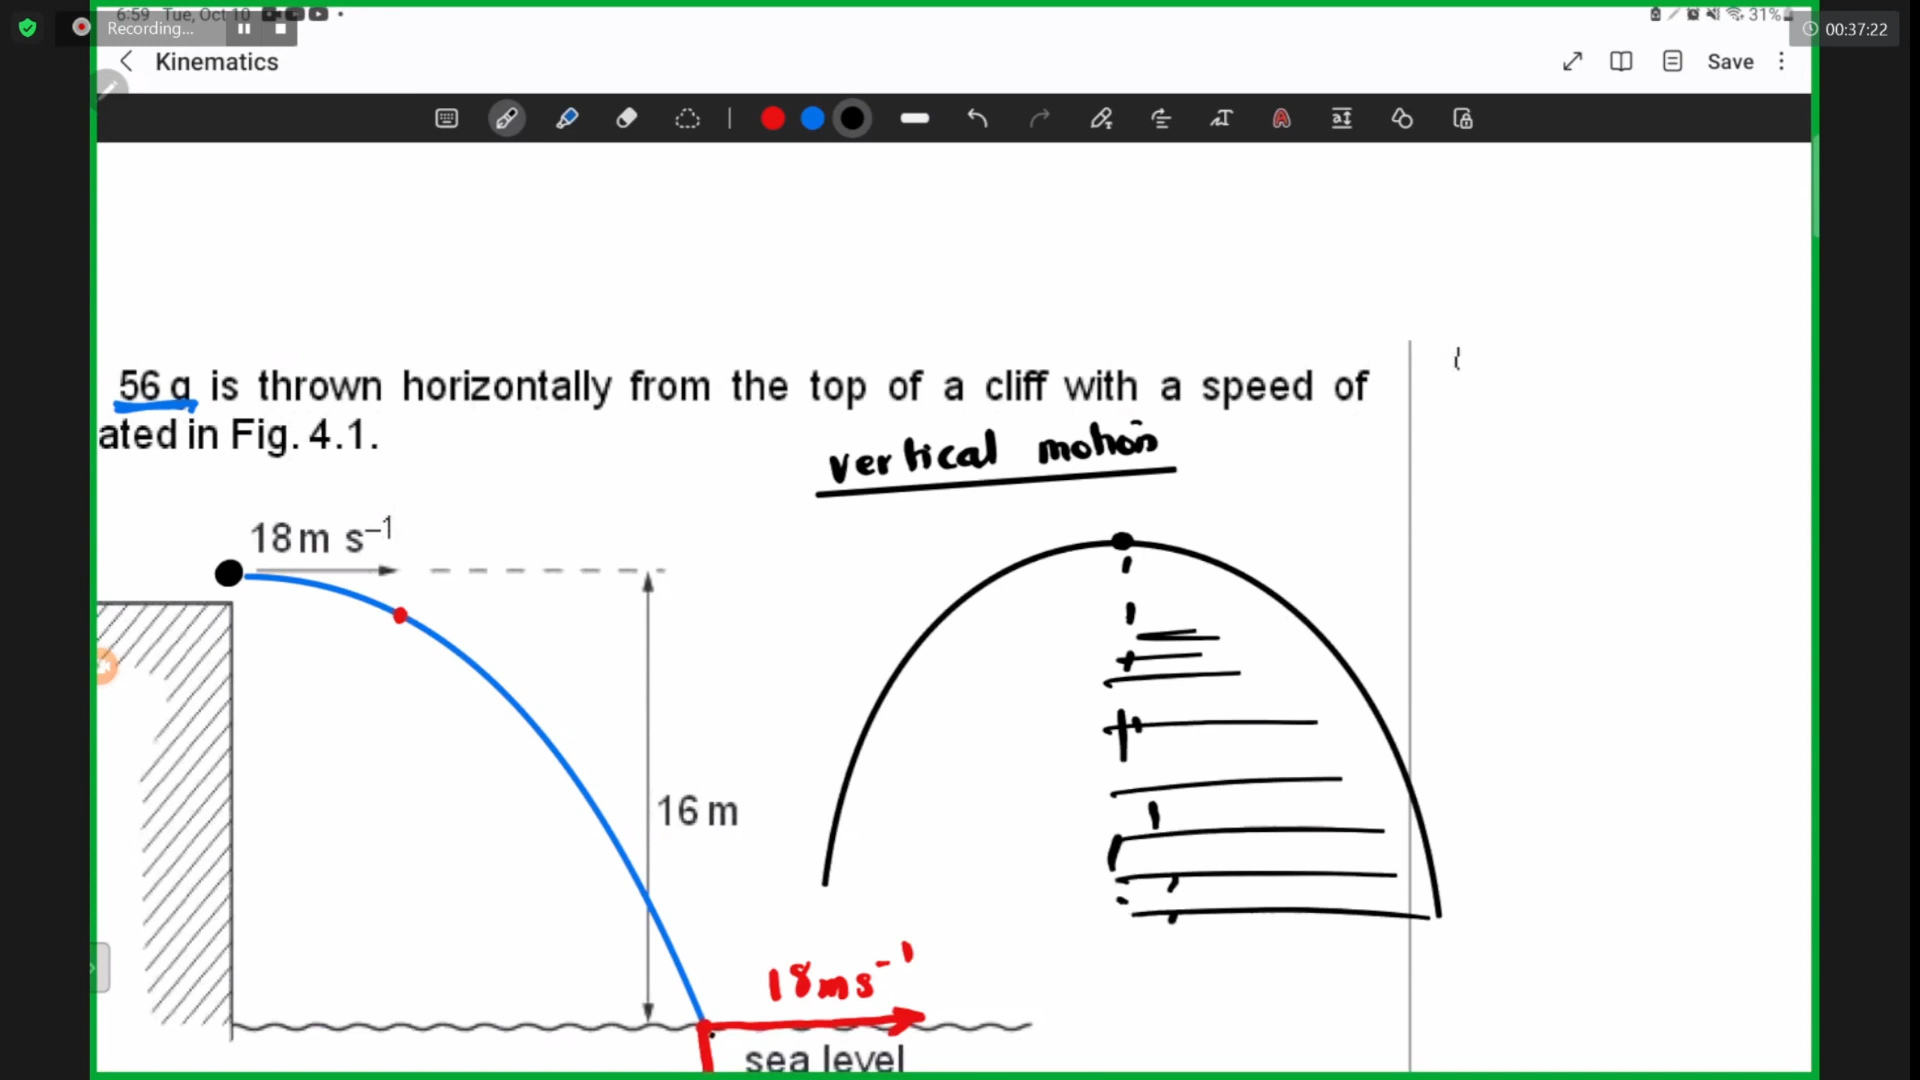 6:59 Tue, Oct 10
31%
Recording...
00:37:22
Kinematics
Save
56 g is thrown horizontally from the top of a cliff with a speed of
ated in Fig. 4.1.
vertical motion
18 m s⁻¹
16 m
18ms⁻¹
sea level